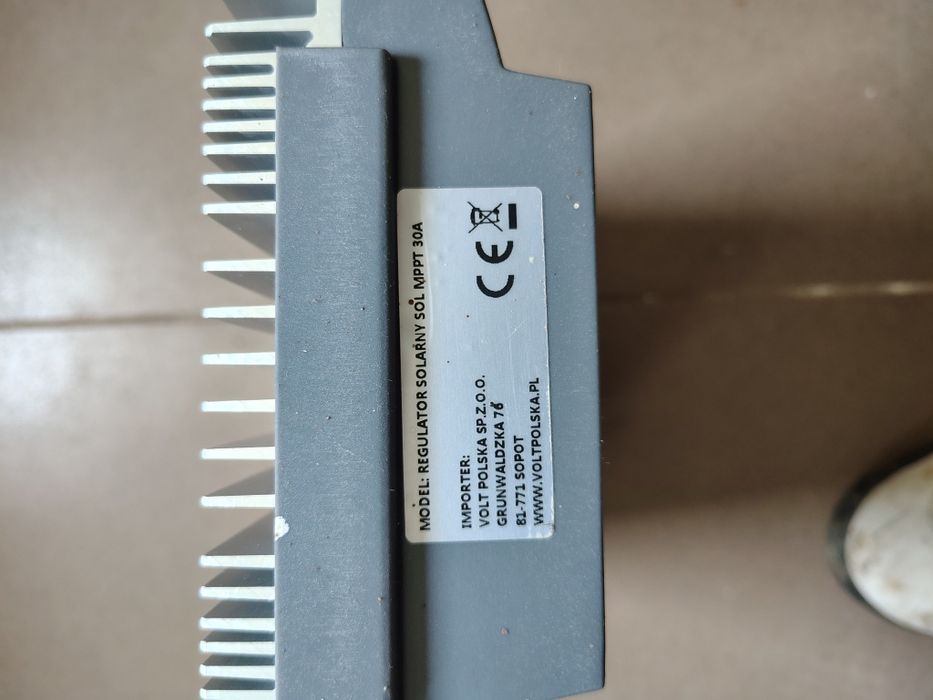 MODEL: REGULATOR SOLARNY SOL MPPT 30A
IMPORTER:
VOLT POLSKA SP.Z.O.O.
GRUNWALDZKA 76
81-771 SOPOT
WWW.VOLTPOLSKA.PL
CE